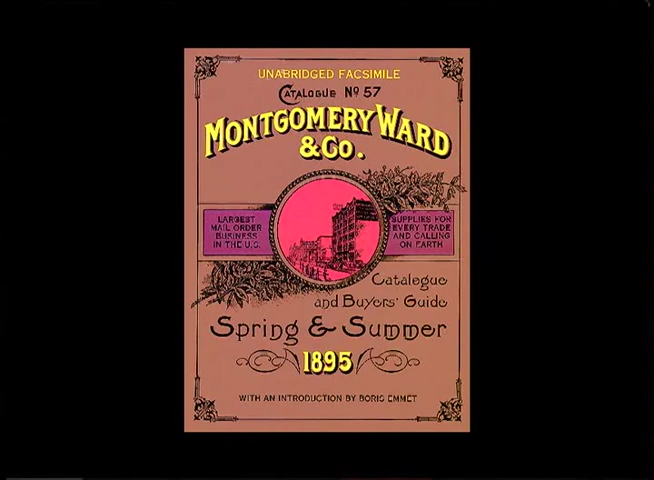 UNABRIDGED FACSIMILE
CATALOGUE No 57
MONTGOMERY WARD
& CO.
LARGEST
MAIL ORDER
BUSINESS
IN THE U.S.
SUPPLIES FOR
EVERY TRADE
AND CALLING
ON EARTH
Catalogue
and Buyers' Guide
Spring & Summer
1895
WITH AN INTRODUCTION BY BORIS EMMET